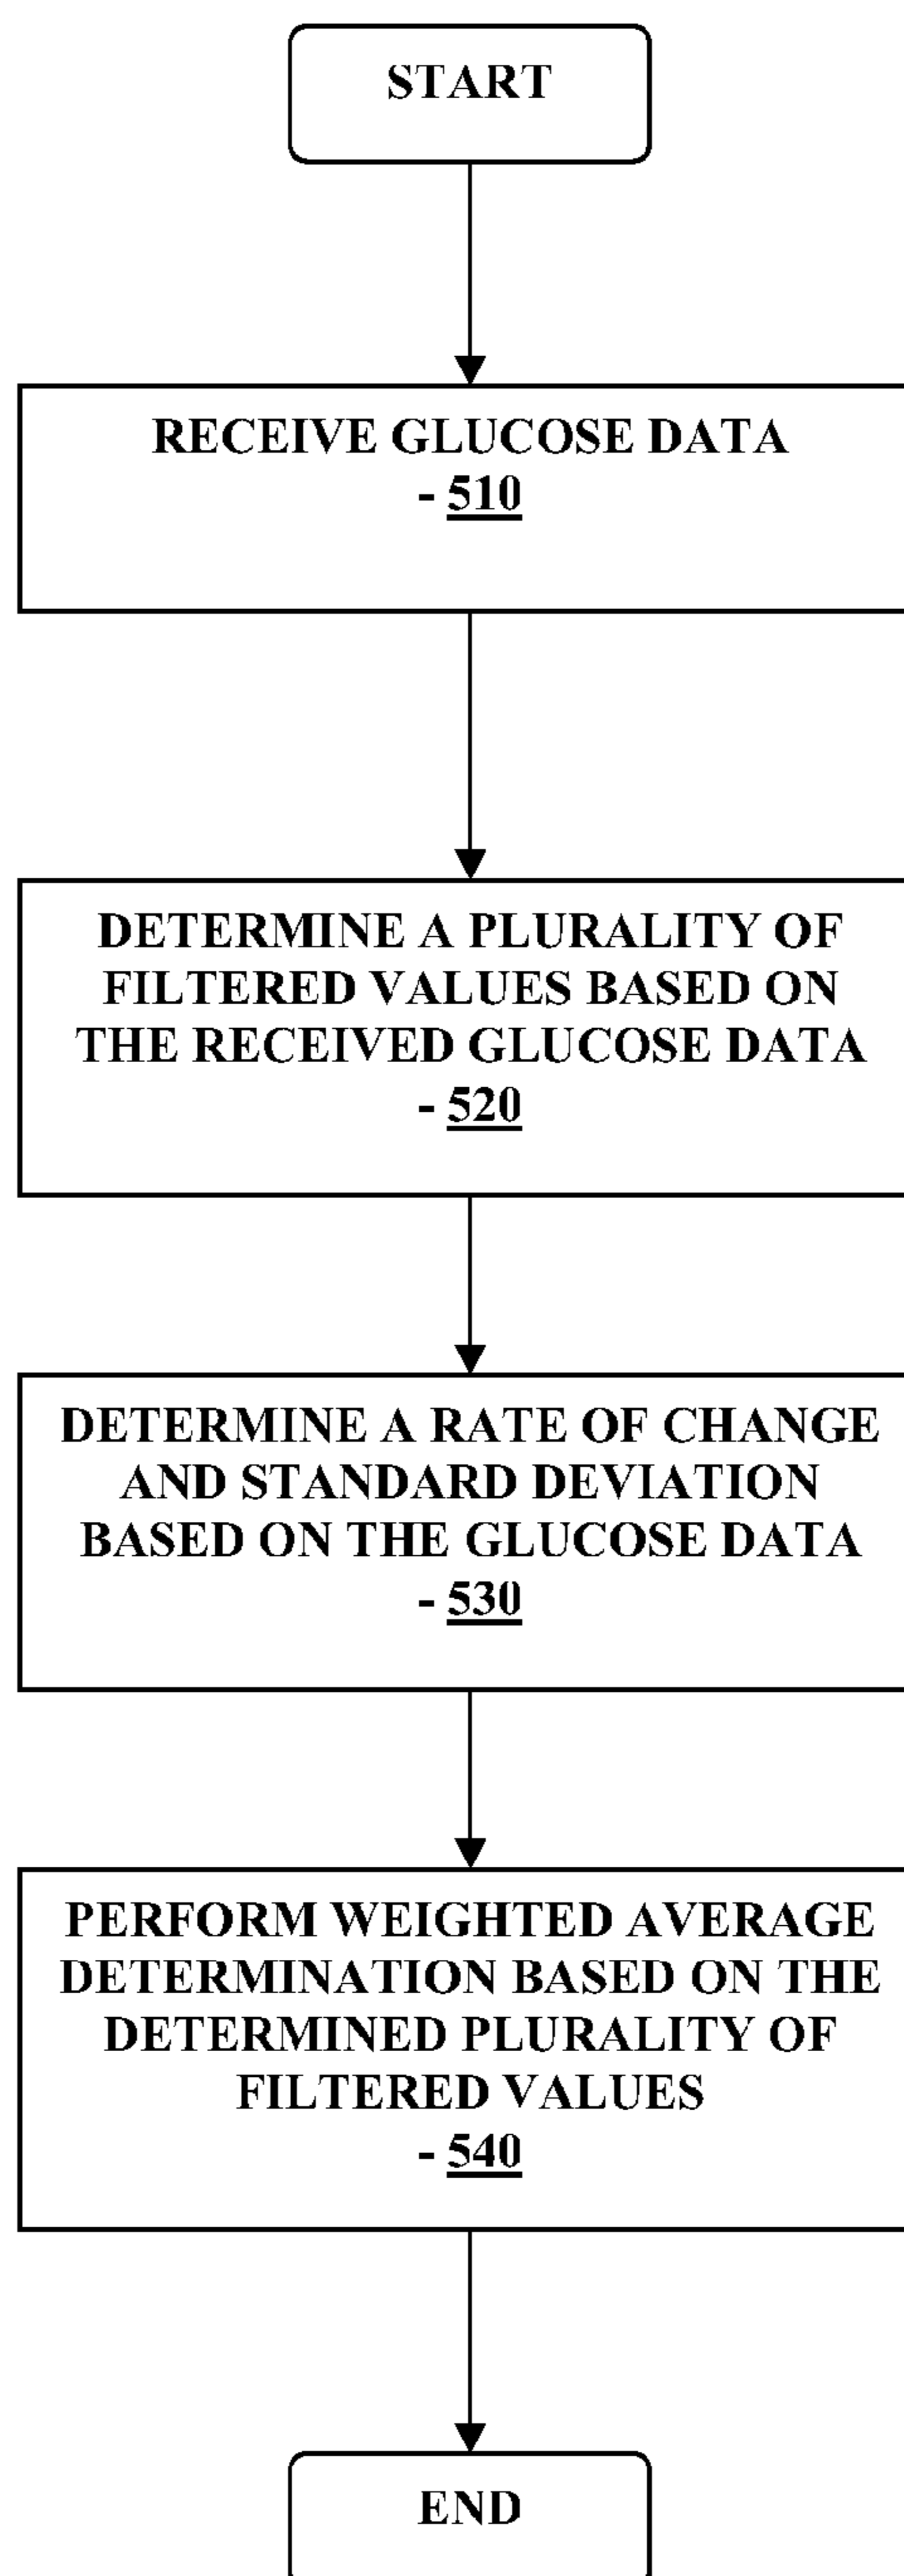 START
RECEIVE GLUCOSE DATA
- 510
DETERMINE A PLURALITY OF
FILTERED VALUES BASED ON
THE RECEIVED GLUCOSE DATA
- 520
DETERMINE A RATE OF CHANGE
AND STANDARD DEVIATION
BASED ON THE GLUCOSE DATA
- 530
PERFORM WEIGHTED AVERAGE
DETERMINATION BASED ON THE
DETERMINED PLURALITY OF
FILTERED VALUES
- 540
END